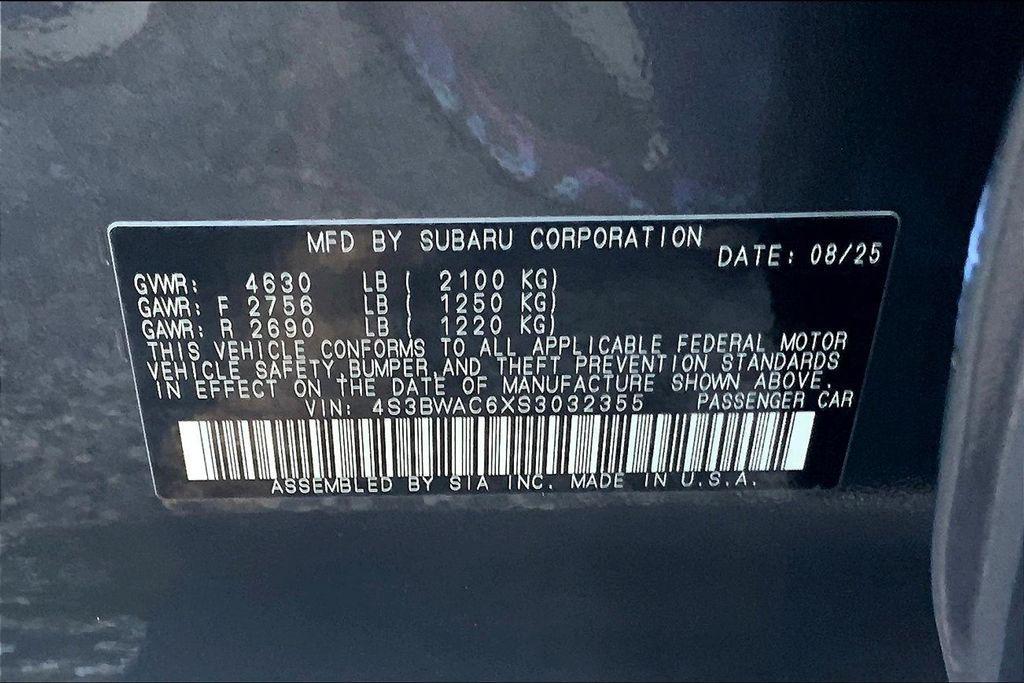 MFD BY SUBARU CORPORATION
DATE: 08/25
GVWR: 4630 LB ( 2100 KG)
GAWR: F 2756 LB ( 1250 KG)
GAWR: R 2690 LB ( 1220 KG)
THIS VEHICLE CONFORMS TO ALL APPLICABLE FEDERAL MOTOR
VEHICLE SAFETY,BUMPER,AND THEFT PREVENTION STANDARDS
IN EFFECT ON THE DATE OF MANUFACTURE SHOWN ABOVE.
VIN: 4S3BWAC6XS3032355 PASSENGER CAR
ASSEMBLED BY SIA INC. MADE IN U.S.A.